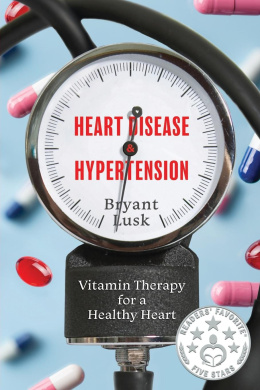 HEART DISEASE
&
HYPERTENSION
Bryant
Lusk
Vitamin Therapy
for a
Healthy Heart
READERS' FAVORITE
FIVE STARS